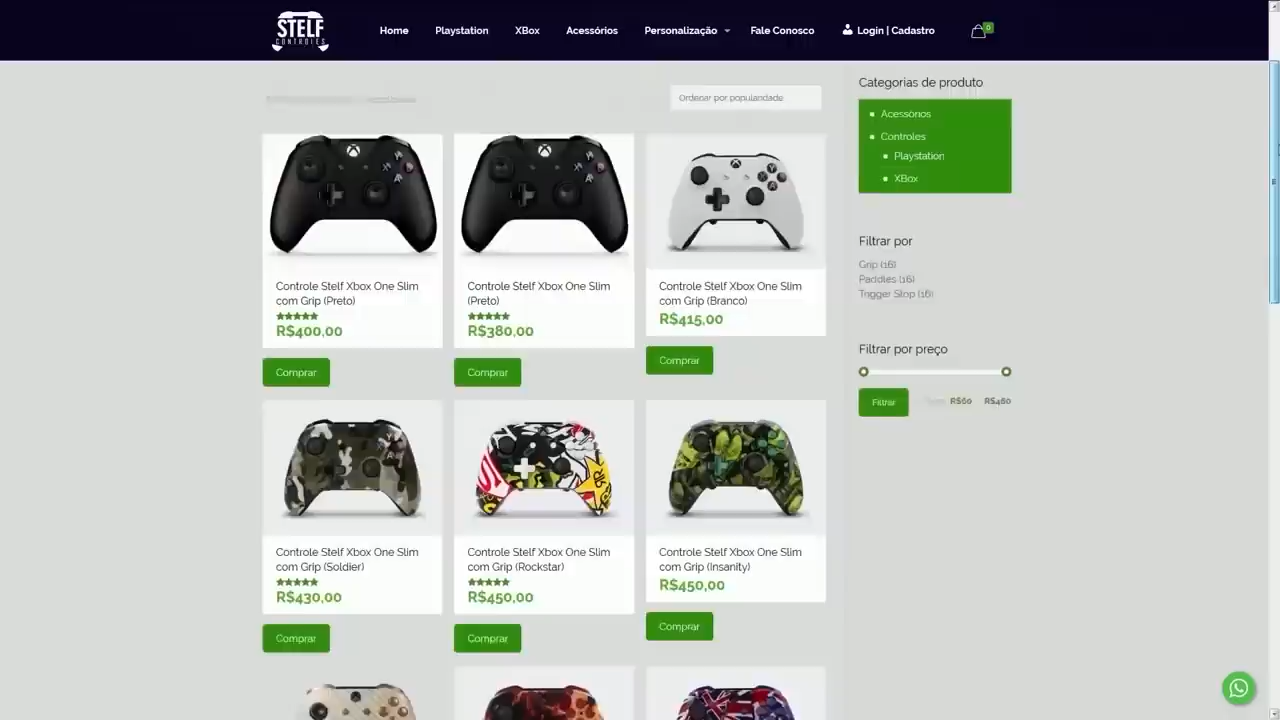 STELF
CONTROLES
Home
Playstation
XBox
Acessórios
Personalização
Fale Conosco
Login | Cadastro
0
Ordenar por popularidade
Controle Stelf Xbox One Slim
com Grip (Preto)
R$400,00
Comprar
Controle Stelf Xbox One Slim
(Preto)
R$380,00
Comprar
Controle Stelf Xbox One Slim
com Grip (Branco)
R$415,00
Comprar
Controle Stelf Xbox One Slim
com Grip (Soldier)
R$430,00
Comprar
Controle Stelf Xbox One Slim
com Grip (Rockstar)
R$450,00
Comprar
Controle Stelf Xbox One Slim
com Grip (Insanity)
R$450,00
Comprar
Categorias de produto
Acessórios
Controles
Playstation
XBox
Filtrar por
Grip (16)
Paddles (16)
Trigger Stop (16)
Filtrar por preço
Filtrar
R$60
R$460